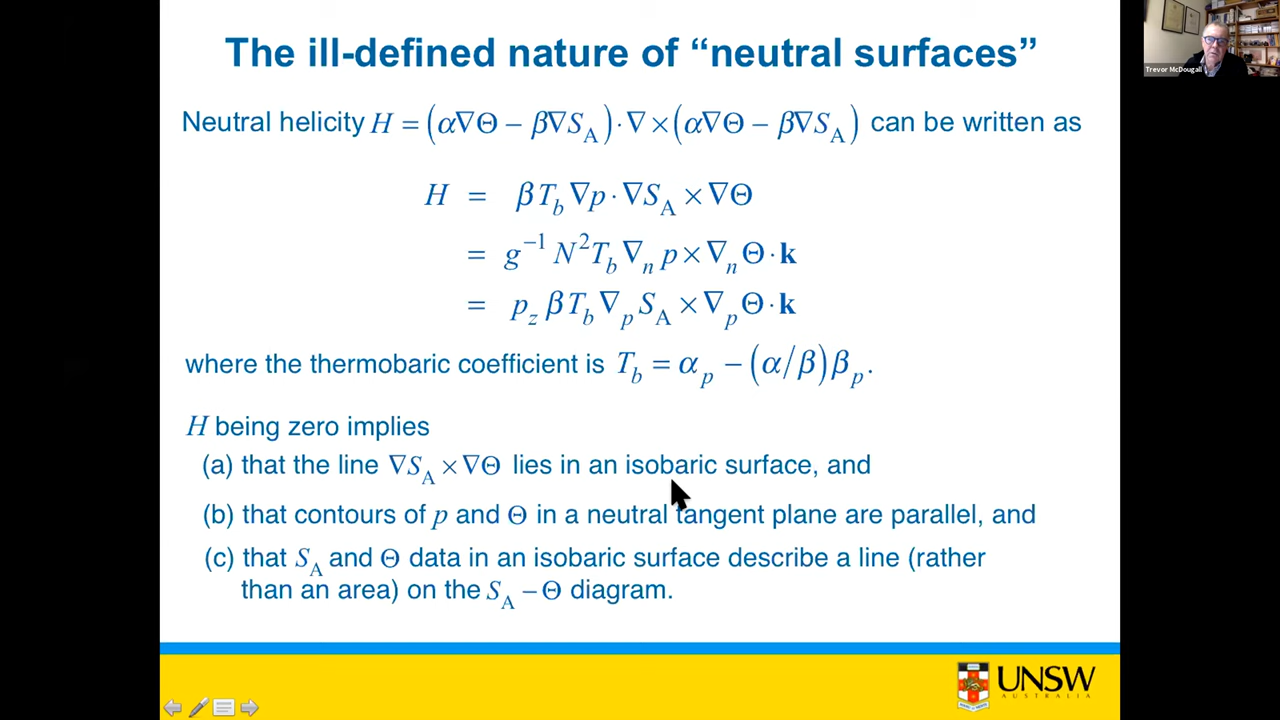 The ill-defined nature of “neutral surfaces”
Trevor McDougall
Neutral helicity H = (α∇Θ − β∇S_A) · ∇ × (α∇Θ − β∇S_A) can be written as
H = βT_b ∇p · ∇S_A × ∇Θ
= g⁻¹ N² T_b ∇_n p × ∇_n Θ · k
= p_z βT_b ∇_p S_A × ∇_p Θ · k
where the thermobaric coefficient is T_b = α_p − (α/β)β_p.
H being zero implies
(a) that the line ∇S_A × ∇Θ lies in an isobaric surface, and
(b) that contours of p and Θ in a neutral tangent plane are parallel, and
(c) that S_A and Θ data in an isobaric surface describe a line (rather
than an area) on the S_A − Θ diagram.
UNSW
AUSTRALIA